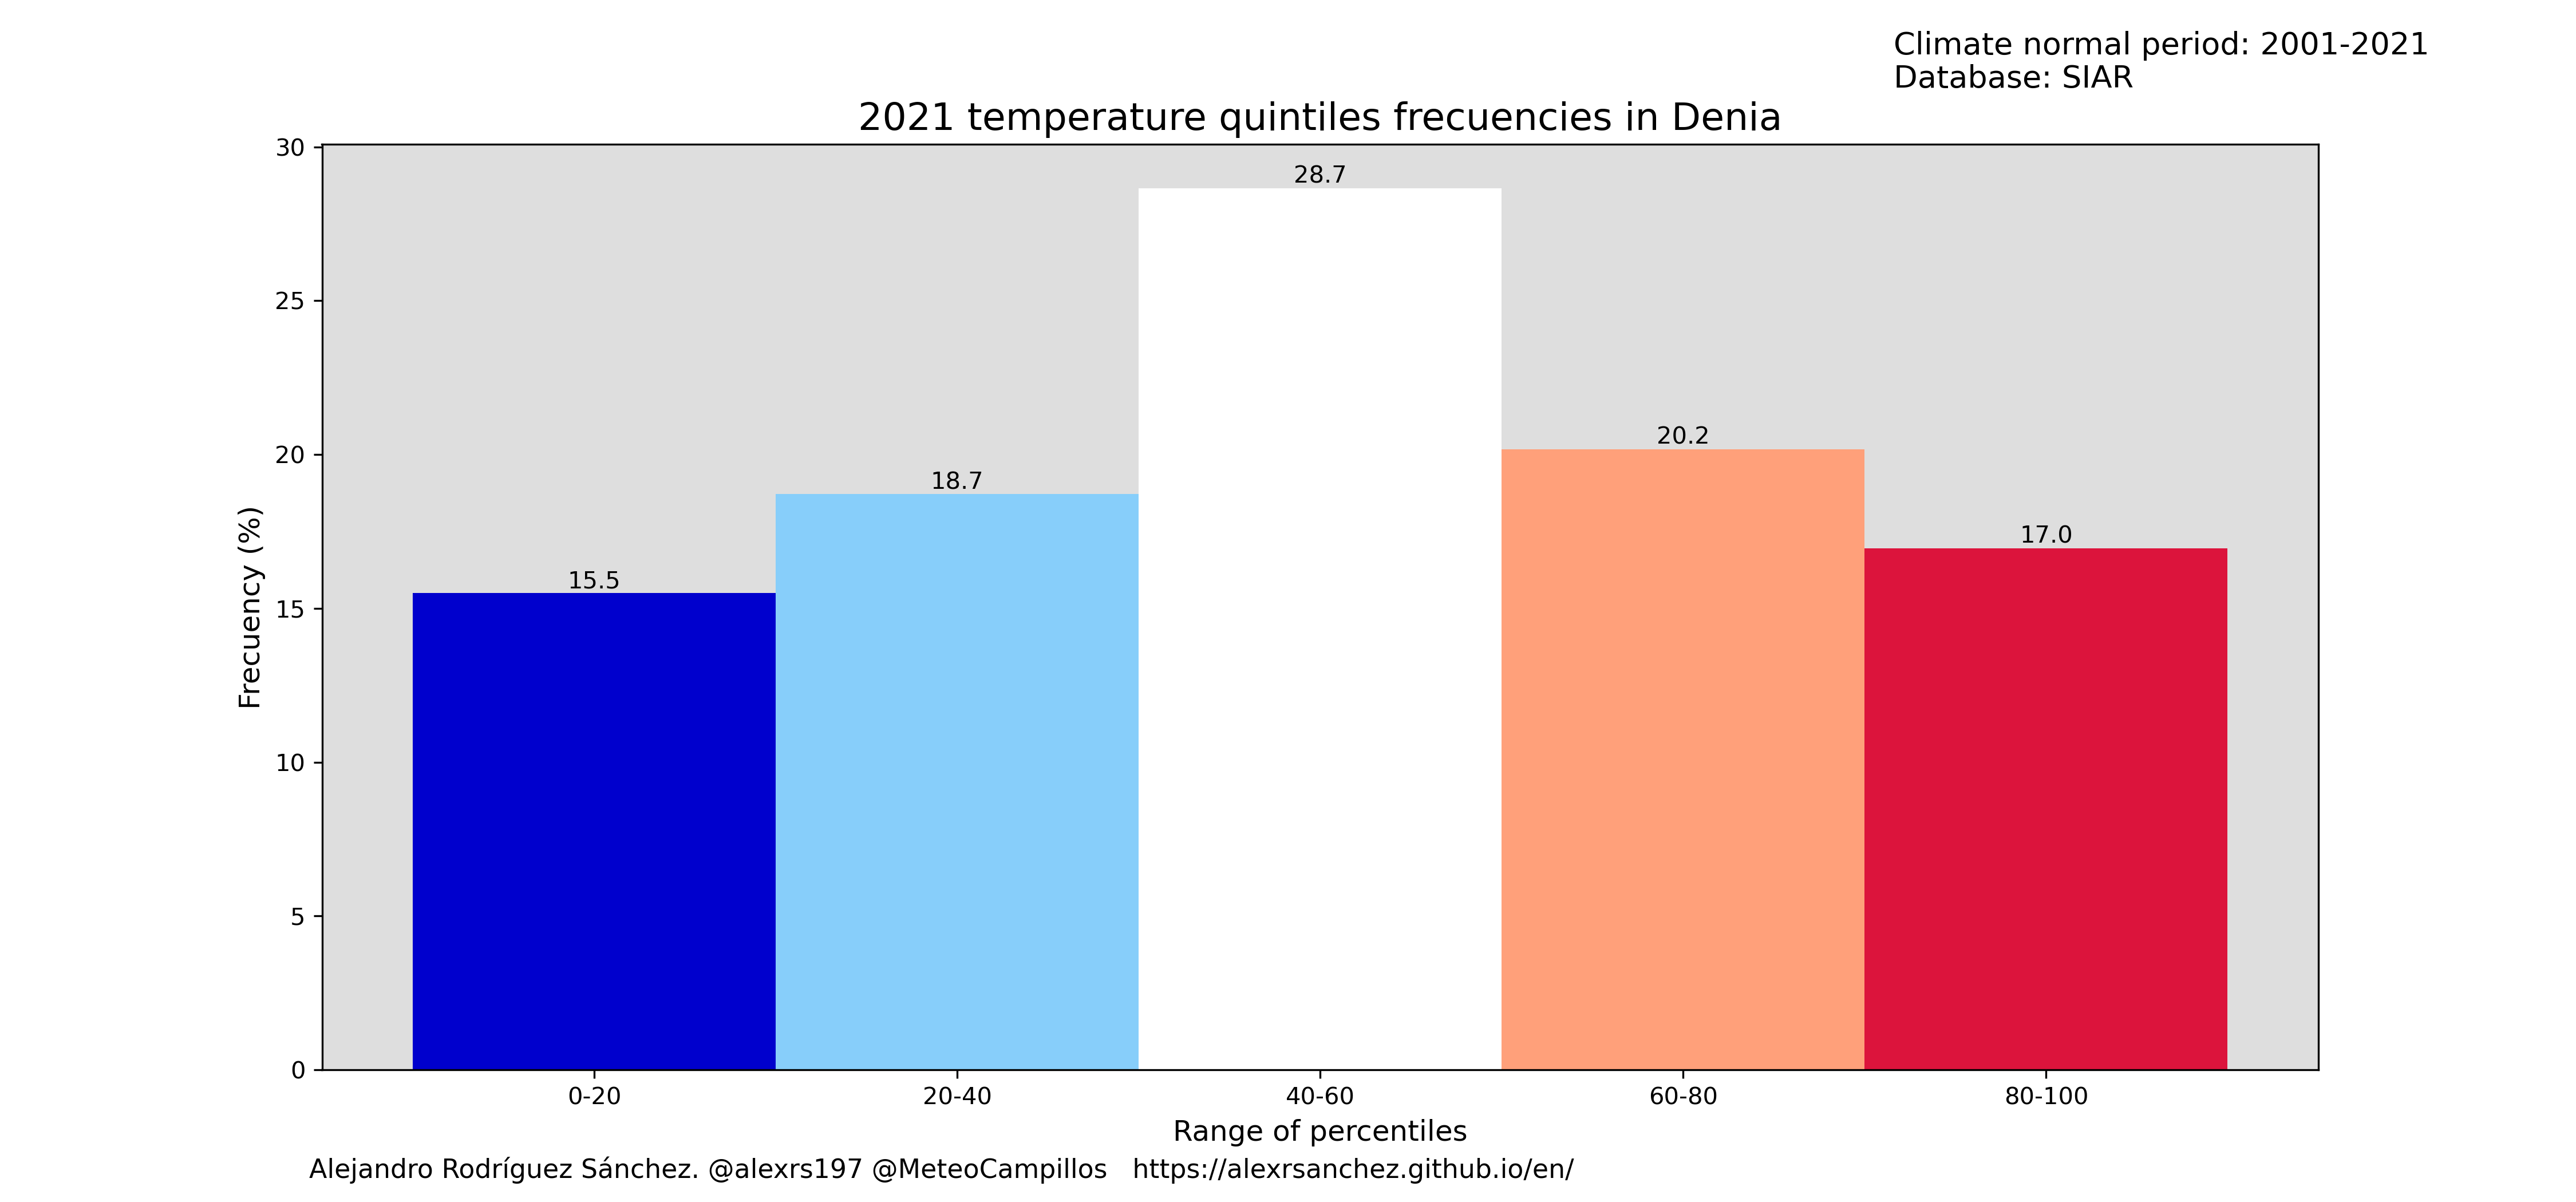 Climate normal period: 2001-2021
Database: SIAR
2021 temperature quintiles frecuencies in Denia
30
25
20
15
10
5
0
Frecuency (%)
15.5
18.7
28.7
20.2
17.0
0-20
20-40
40-60
60-80
80-100
Range of percentiles
Alejandro Rodríguez Sánchez. @alexrs197 @MeteoCampillos   https://alexrsanchez.github.io/en/